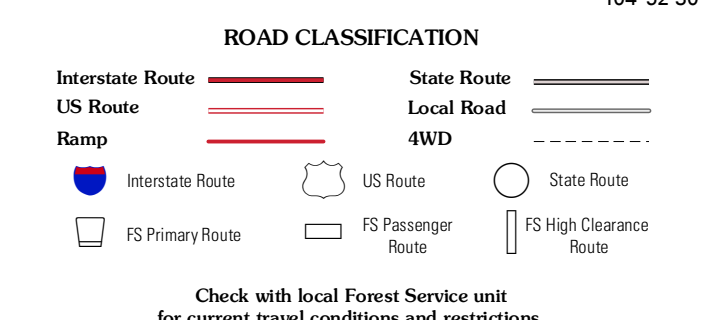 ROAD CLASSIFICATION
Interstate Route
State Route
US Route
Local Road
Ramp
4WD
Interstate Route
US Route
State Route
FS Primary Route
FS Passenger
Route
FS High Clearance
Route
Check with local Forest Service unit
for current travel conditions and restrictions.